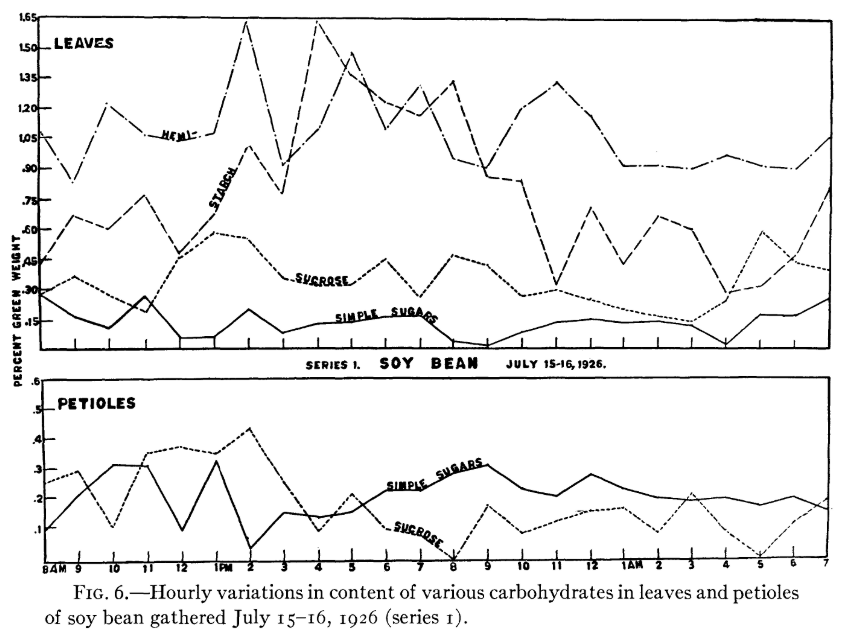 1.65
1.50
LEAVES
1.35
1.20
1.05
HEMI-
.90
.75
STARCH
.60
.45
SUCROSE
.30
SIMPLE SUGARS
.15
PERCENT GREEN WEIGHT
SERIES 1. SOY BEAN JULY 15-16, 1926.
.6
PETIOLES
.5
.4
.3
SIMPLE SUGARS
.2
SUCROSE
.1
8AM 9 10 11 12 1PM 2 3 4 5 6 7 8 9 10 11 12 1AM 2 3 4 5 6 7
FIG. 6.—Hourly variations in content of various carbohydrates in leaves and petioles
of soy bean gathered July 15–16, 1926 (series 1).